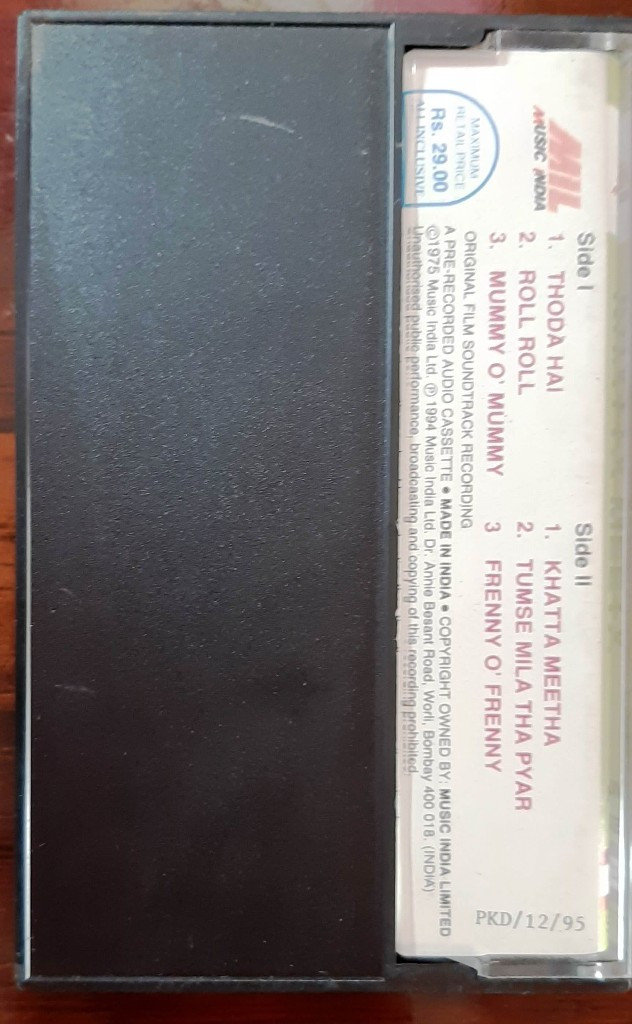 MIL
MUSIC INDIA
MAXIMUM
RETAIL PRICE
Rs. 29.00
ALL INCLUSIVE
Side I
1. THODA HAI
2. ROLL ROLL
3. MUMMY O' MUMMY
Side II
1. KHATTA MEETHA
2. TUMSE MILA THA PYAR
3 FRENNY O' FRENNY
ORIGINAL FILM SOUNDTRACK RECORDING
A PRE-RECORDED AUDIO CASSETTE • MADE IN INDIA • COPYRIGHT OWNED BY: MUSIC INDIA LIMITED
©1975 Music India Ltd. ℗ 1994 Music India Ltd. Dr. Annie Besant Road, Worli, Bombay 400 018. (INDIA)
Unauthorised public performance, broadcasting and copying of this recording prohibited.
PKD/12/95